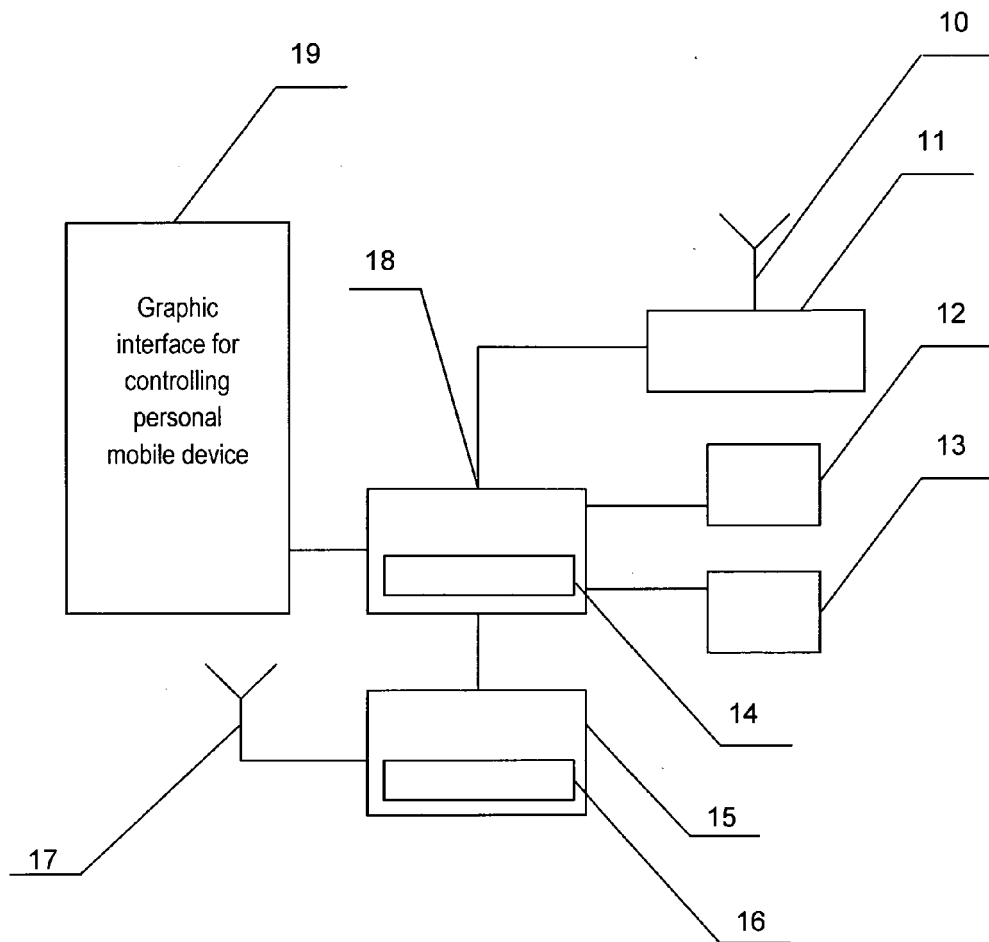 10
19
11
18
Graphic
interface for
controlling
personal
mobile device
12
13
14
15
17
16